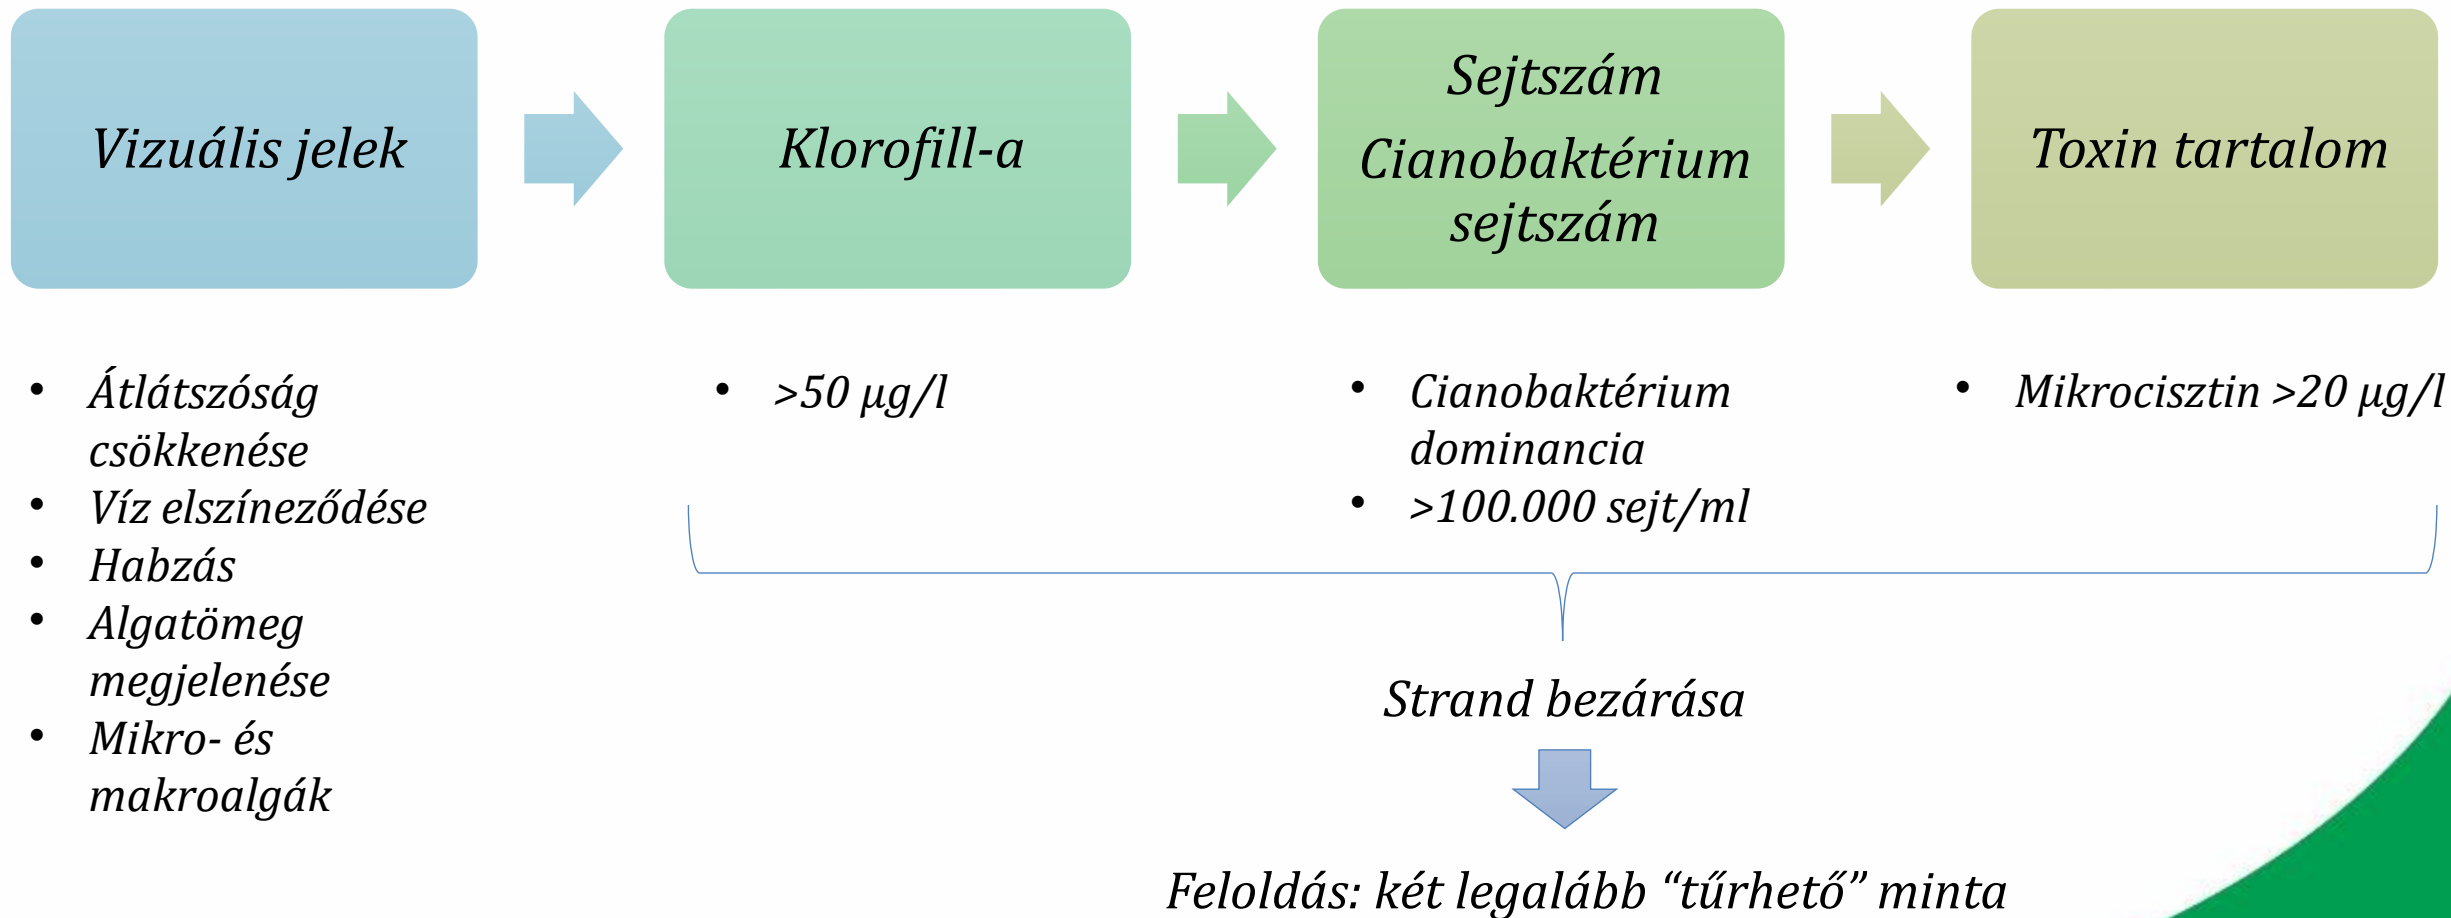 Vizuális jelek
Klorofill-a
Sejtszám
Cianobaktérium
sejtszám
Toxin tartalom
• Átlátszóság
csökkenése
• Víz elszíneződése
• Habzás
• Algatömeg
megjelenése
• Mikro- és
makroalgák
• >50 μg/l
• Cianobaktérium
dominancia
• >100.000 sejt/ml
• Mikrocisztin >20 μg/l
Strand bezárása
Feloldás: két legalább “tűrhető” minta